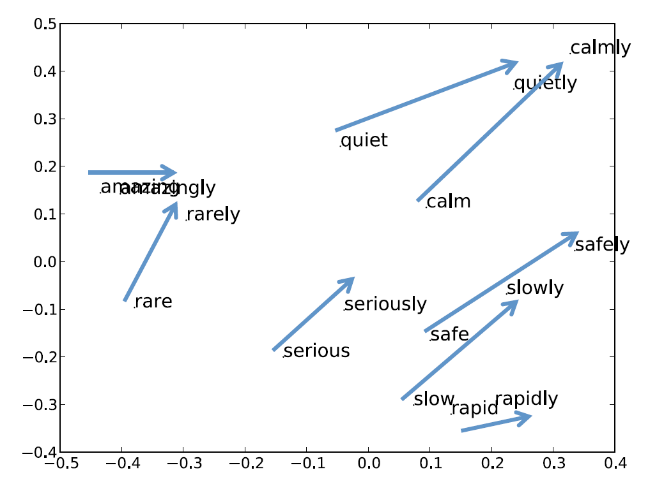 0.5
calmly
0.4
quietly
0.3
quiet
0.2
amazing
amazingly
calm
0.1
rarely
safely
0.0
slowly
rare
seriously
−0.1
safe
serious
−0.2
slow
rapidly
rapid
−0.3
−0.4
−0.5 −0.4 −0.3 −0.2 −0.1 0.0 0.1 0.2 0.3 0.4